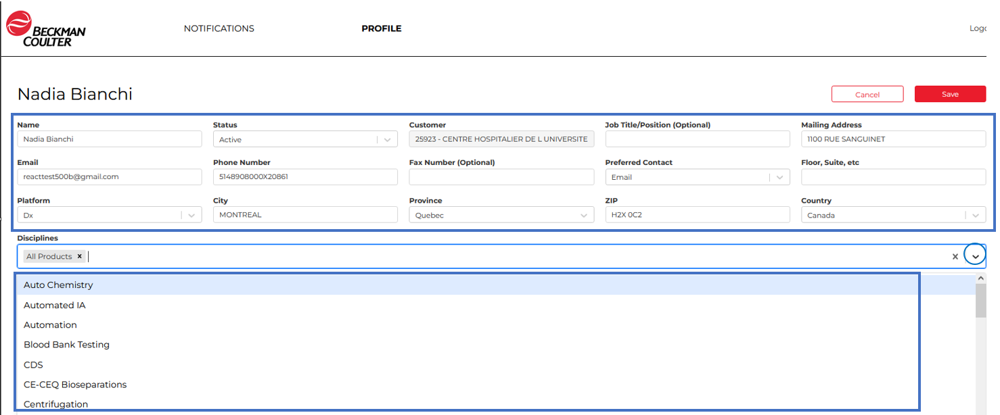 BECKMAN
COULTER
NOTIFICATIONS
PROFILE
Logo
Nadia Bianchi
Cancel
Save
Name
Status
Customer
Job Title/Position (Optional)
Mailing Address
Nadia Bianchi
Active
25923 - CENTRE HOSPITALIER DE L UNIVERSITE
1100 RUE SANGUINET
Email
Phone Number
Fax Number (Optional)
Preferred Contact
Floor, Suite, etc
reacttest500b@gmail.com
5148908000X20861
Email
Platform
City
Province
ZIP
Country
Dx
MONTREAL
Quebec
H2X 0C2
Canada
Disciplines
All Products ×
Auto Chemistry
Automated IA
Automation
Blood Bank Testing
CDS
CE-CEQ Bioseparations
Centrifugation